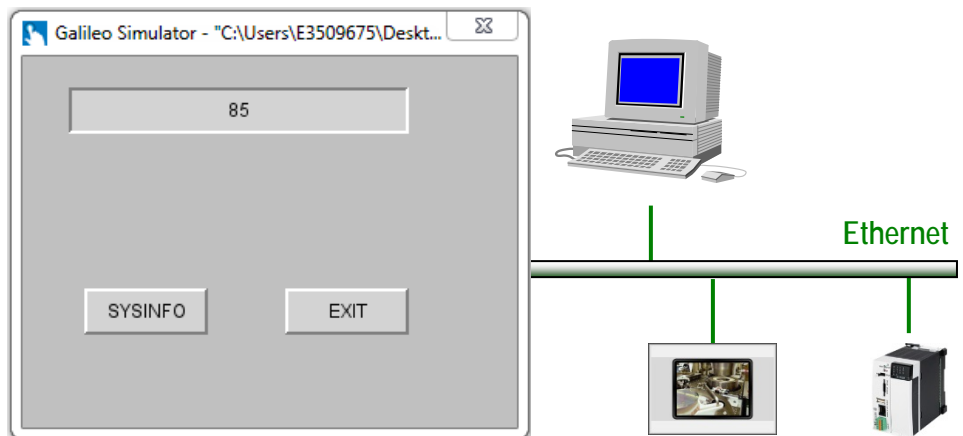 Galileo Simulator - "C:\Users\E3509675\Deskt...
85
Ethernet
SYSINFO
EXIT